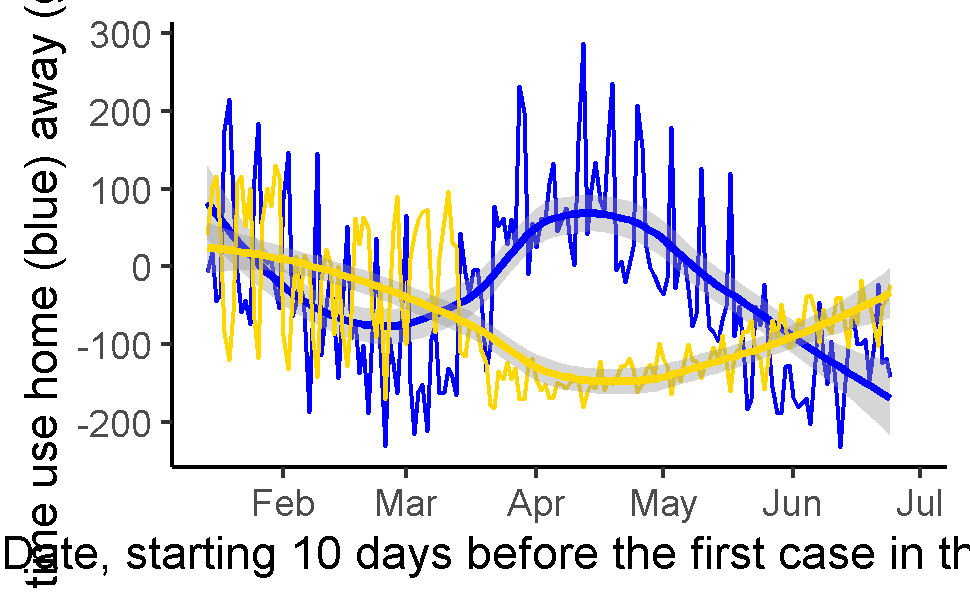 time use home (blue) away (
300
200
100
0
-100
-200
Feb Mar Apr May Jun Jul
Date, starting 10 days before the first case in th